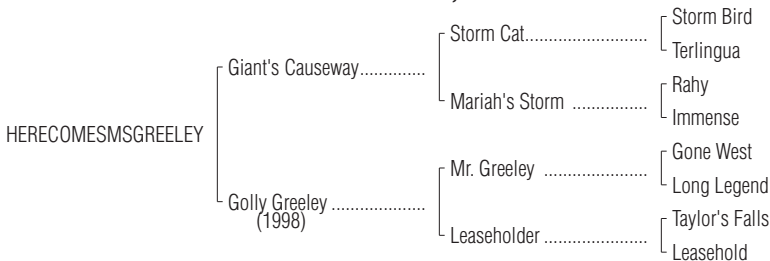 Storm Bird
Storm Cat..........................
Terlingua
Giant's Causeway..............
Rahy
Mariah's Storm ................
Immense
HERECOMESMSGREELEY
Gone West
Mr. Greeley ......................
Long Legend
Golly Greeley ....................
(1998)
Taylor's Falls
Leaseholder ......................
Leasehold